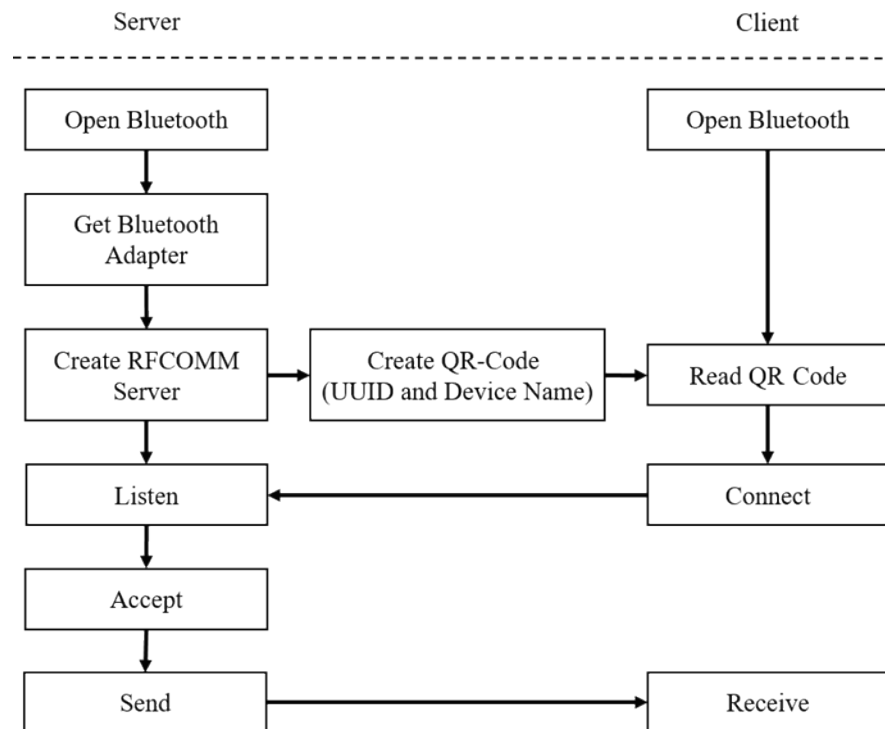 Server
Client
Open Bluetooth
Open Bluetooth
Get Bluetooth
Adapter
Create RFCOMM
Server
Create QR-Code
(UUID and Device Name)
Read QR Code
Listen
Connect
Accept
Send
Receive